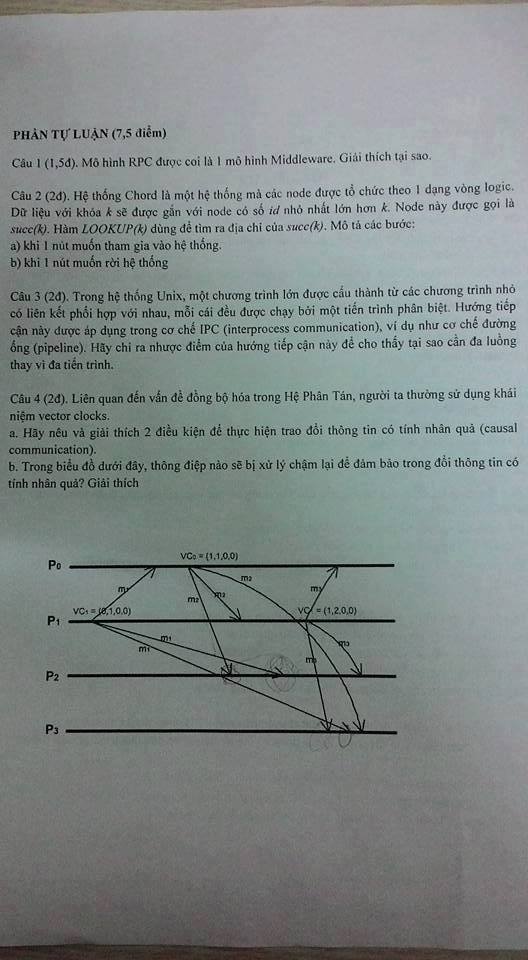 PHẦN TỰ LUẬN (7,5 điểm)
Câu 1 (1,5đ). Mô hình RPC được coi là 1 mô hình Middleware. Giải thích tại sao.
Câu 2 (2đ). Hệ thống Chord là một hệ thống mà các node được tổ chức theo 1 dạng vòng logic.
Dữ liệu với khóa k sẽ được gắn với node có số id nhỏ nhất lớn hơn k. Node này được gọi là
succ(k). Hàm LOOKUP(k) dùng để tìm ra địa chỉ của succ(k). Mô tả các bước:
a) khi 1 nút muốn tham gia vào hệ thống.
b) khi 1 nút muốn rời hệ thống
Câu 3 (2đ). Trong hệ thống Unix, một chương trình lớn được cấu thành từ các chương trình nhỏ
có liên kết phối hợp với nhau, mỗi cái đều được chạy bởi một tiến trình phân biệt. Hướng tiếp
cận này được áp dụng trong cơ chế IPC (interprocess communication), ví dụ như cơ chế đường
ống (pipeline). Hãy chỉ ra nhược điểm của hướng tiếp cận này để cho thấy tại sao cần đa luồng
thay vì đa tiến trình.
Câu 4 (2đ). Liên quan đến vấn đề đồng bộ hóa trong Hệ Phân Tán, người ta thường sử dụng khái
niệm vector clocks.
a. Hãy nêu và giải thích 2 điều kiện để thực hiện trao đổi thông tin có tính nhân quả (causal
communication).
b. Trong biểu đồ dưới đây, thông điệp nào sẽ bị xử lý chậm lại để đảm bảo trong đổi thông tin có
tính nhân quả? Giải thích
VC₀ = (1,1,0,0)
P₀
m₂
m₁ m₂ m₂ m₃
VC₁ = (0,1,0,0) VC₁ = (1,2,0,0)
P₁
m₁ m₃
m₁ m₃
P₂
P₃